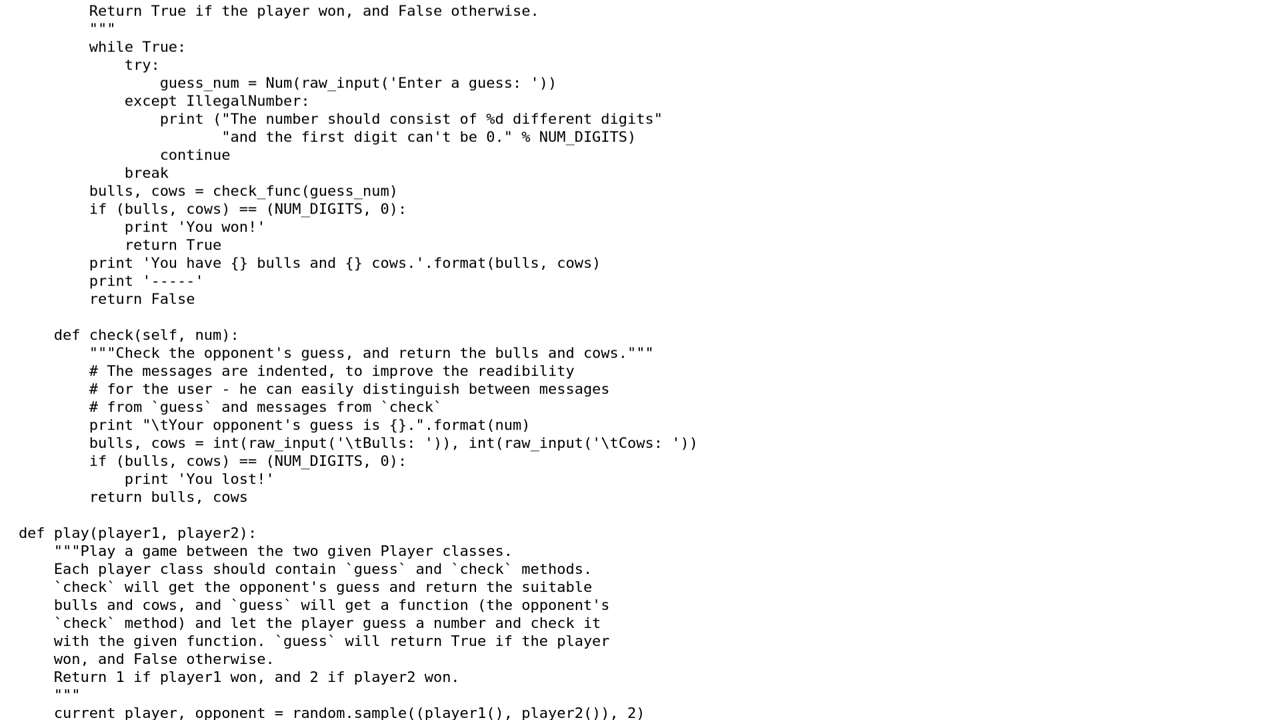 Return True if the player won, and False otherwise.
"""
while True:
try:
guess_num = Num(raw_input('Enter a guess: '))
except IllegalNumber:
print ("The number should consist of %d different digits"
"and the first digit can't be 0." % NUM_DIGITS)
continue
break
bulls, cows = check_func(guess_num)
if (bulls, cows) == (NUM_DIGITS, 0):
print 'You won!'
return True
print 'You have {} bulls and {} cows.'.format(bulls, cows)
print '-----'
return False
def check(self, num):
"""Check the opponent's guess, and return the bulls and cows."""
# The messages are indented, to improve the readibility
# for the user - he can easily distinguish between messages
# from `guess` and messages from `check`
print "\tYour opponent's guess is {}.".format(num)
bulls, cows = int(raw_input('\tBulls: ')), int(raw_input('\tCows: '))
if (bulls, cows) == (NUM_DIGITS, 0):
print 'You lost!'
return bulls, cows
def play(player1, player2):
"""Play a game between the two given Player classes.
Each player class should contain `guess` and `check` methods.
`check` will get the opponent's guess and return the suitable
bulls and cows, and `guess` will get a function (the opponent's
`check` method) and let the player guess a number and check it
with the given function. `guess` will return True if the player
won, and False otherwise.
Return 1 if player1 won, and 2 if player2 won.
"""
current_player, opponent = random.sample((player1(), player2()), 2)